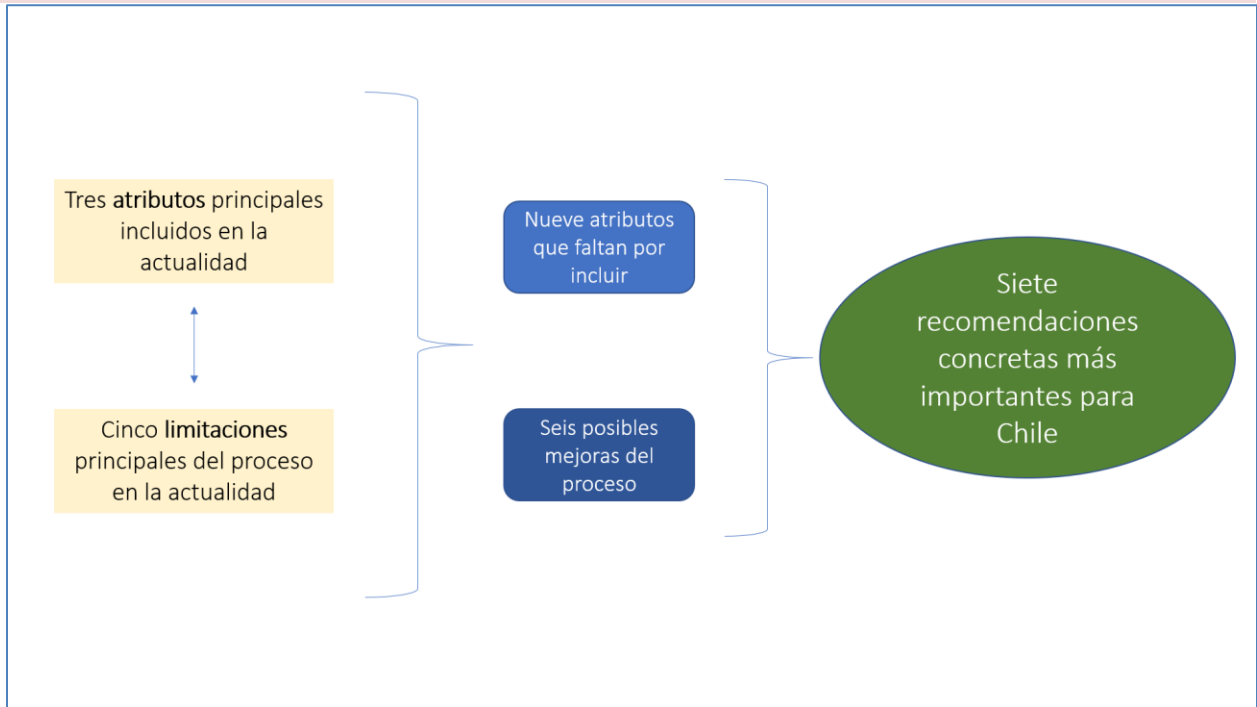 Tres atributos principales
incluidos en la
actualidad
Cinco limitaciones
principales del proceso
en la actualidad
Nueve atributos
que faltan por
incluir
Seis posibles
mejoras del
proceso
Siete
recomendaciones
concretas más
importantes para
Chile